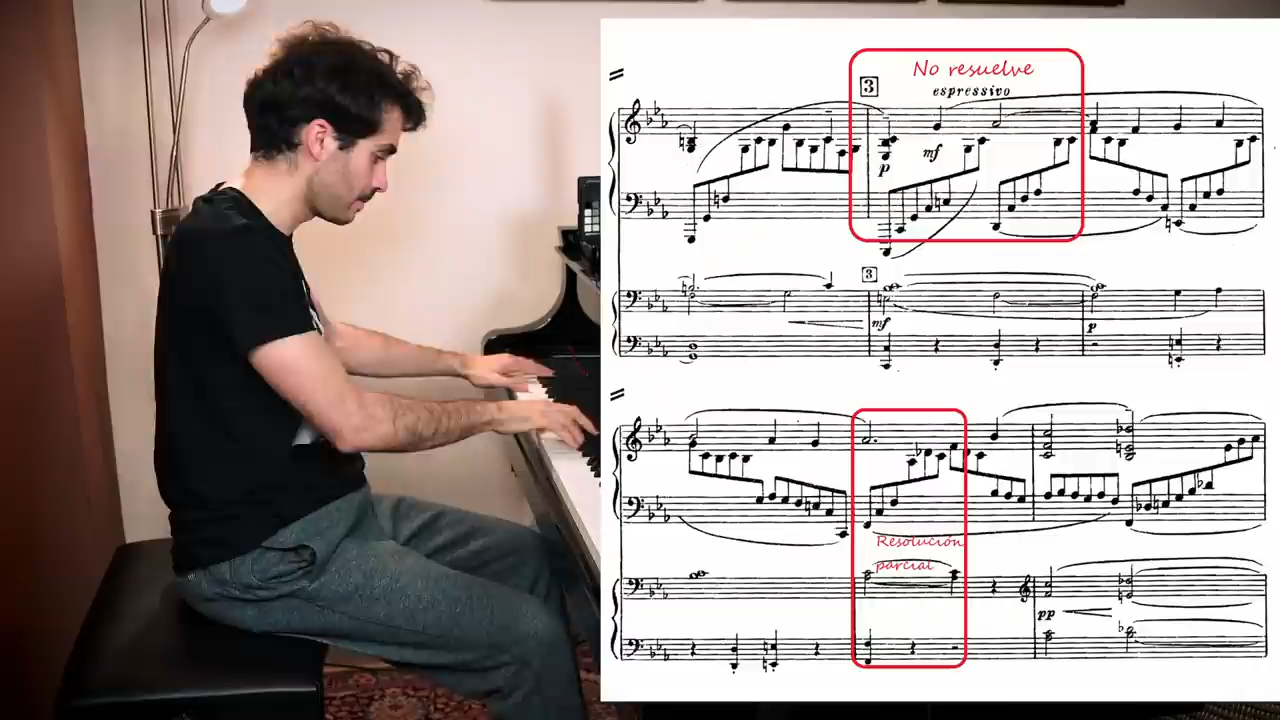 No resuelve
3
espressivo
p
mf
3
mf
p
Resolución
parcial
pp